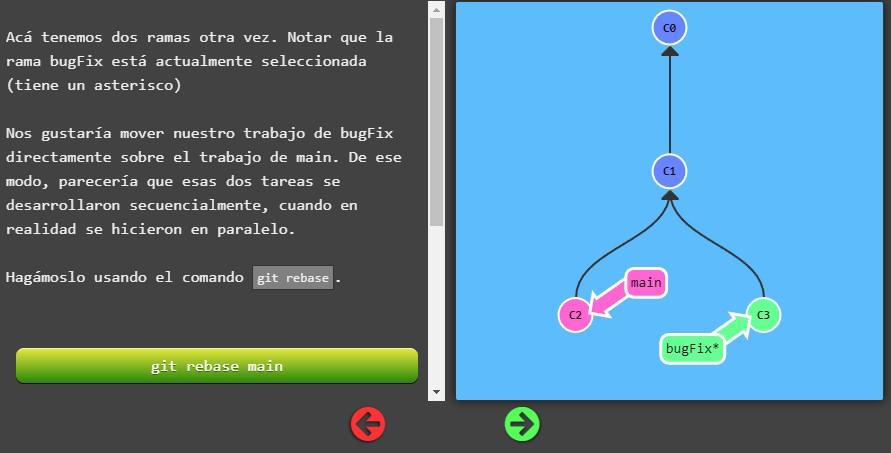 Acá tenemos dos ramas otra vez. Notar que la
rama bugFix está actualmente seleccionada
(tiene un asterisco)
Nos gustaría mover nuestro trabajo de bugFix
directamente sobre el trabajo de main. De ese
modo, parecería que esas dos tareas se
desarrollaron secuencialmente, cuando en
realidad se hicieron en paralelo.
Hagámoslo usando el comando git rebase.
git rebase main
C0
C1
main
C2
C3
bugFix*